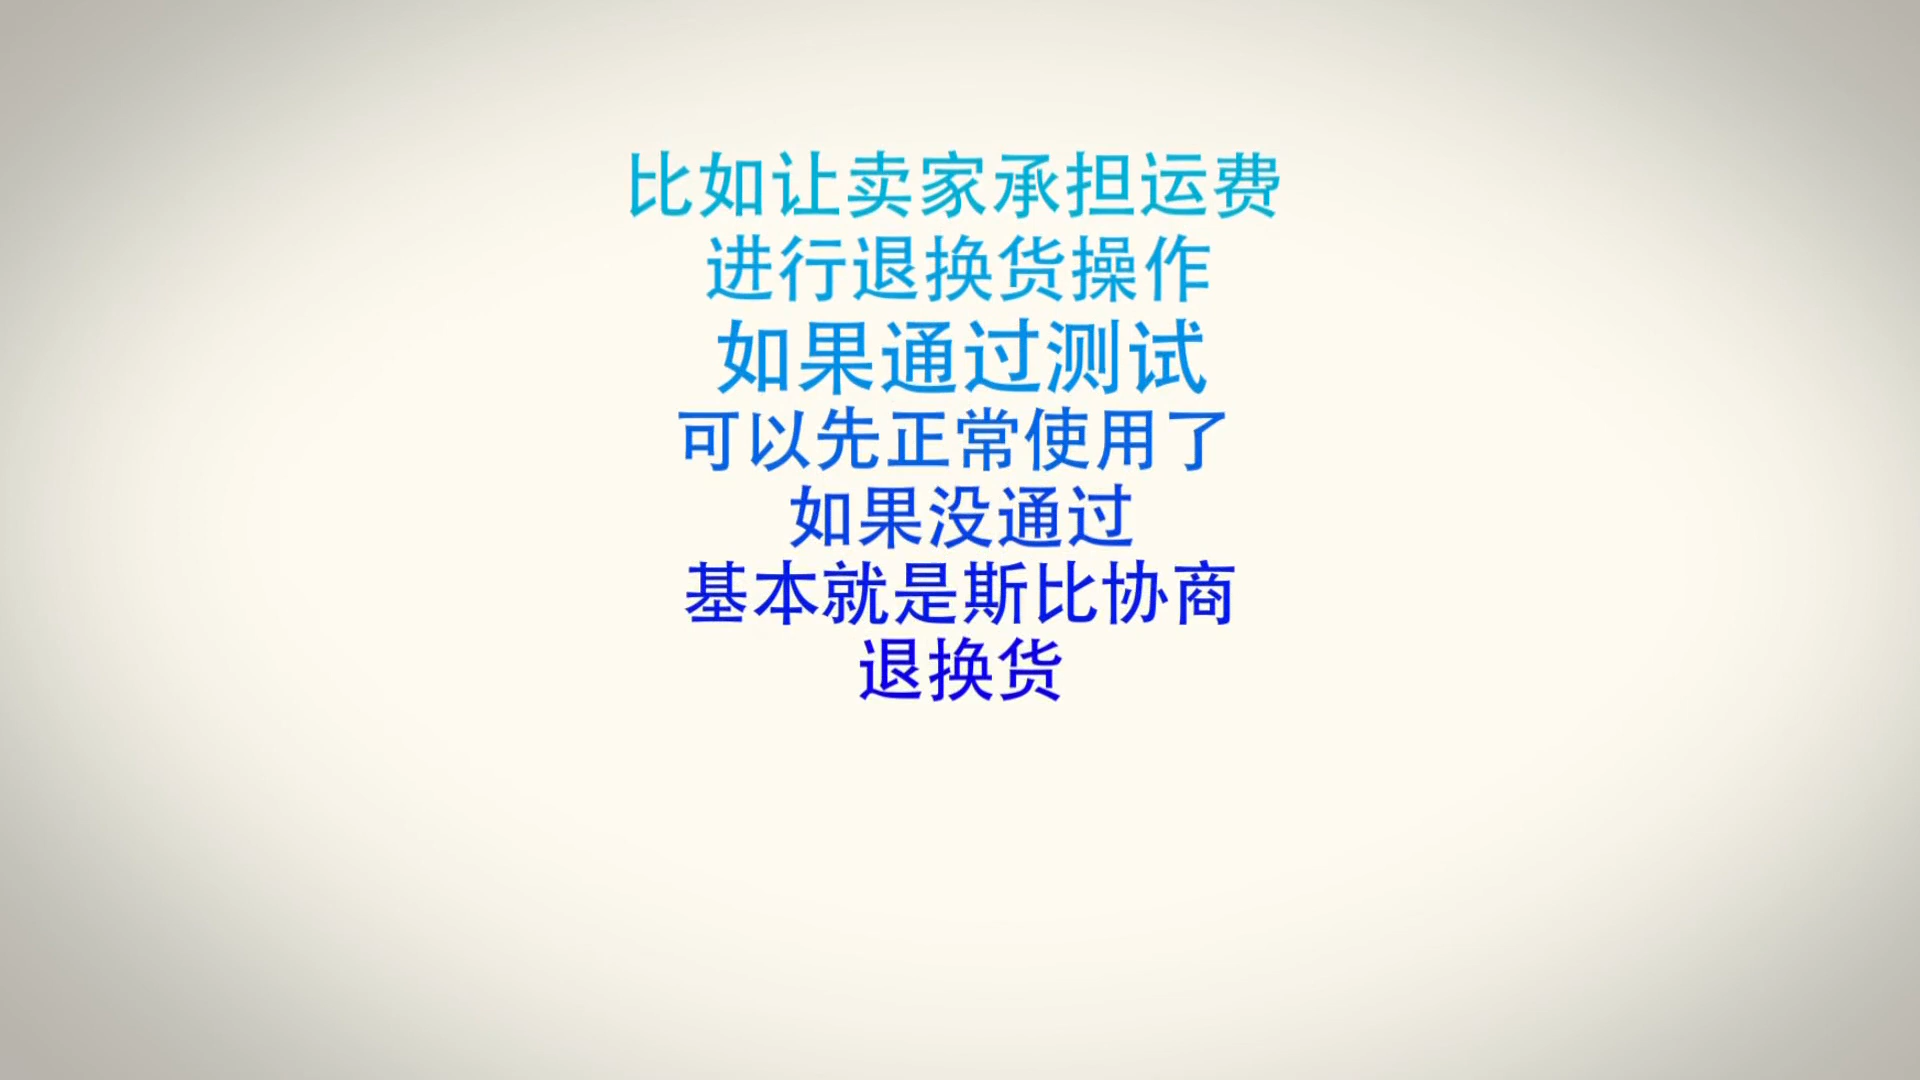 比如让卖家承担运费
进行退换货操作
如果通过测试
可以先正常使用了
如果没通过
基本就是斯比协商
退换货